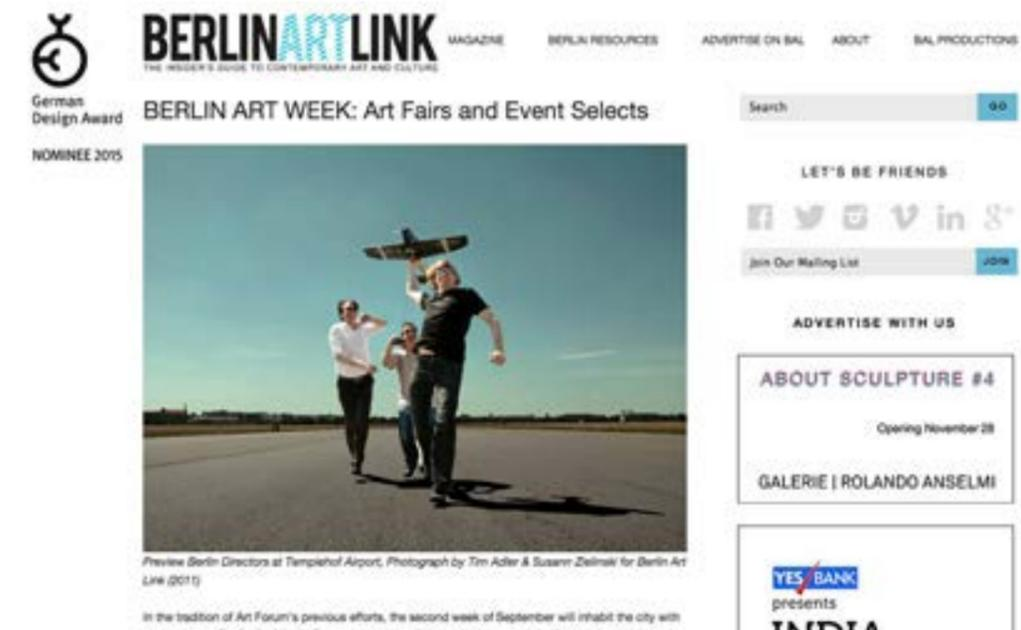 German
Design Award
NOMINEE 2015
BERLINARTLINK
THE INSIDER'S GUIDE TO CONTEMPORARY ART AND CULTURE
MAGAZINE
BERLIN RESOURCES
ADVERTISE ON BAL
ABOUT
BAL PRODUCTIONS
BERLIN ART WEEK: Art Fairs and Event Selects
Preview Berlin Directors at Tempelhof Airport, Photograph by Tim Adler & Susann Zielinski for Berlin Art
Link (2011)
In the tradition of Art Forum's previous efforts, the second week of September will inhabit the city with
Search
GO
LET'S BE FRIENDS
Join Our Mailing List
JOIN
ADVERTISE WITH US
ABOUT SCULPTURE #4
Opening November 28
GALERIE | ROLANDO ANSELMI
YES BANK
presents
INDIA